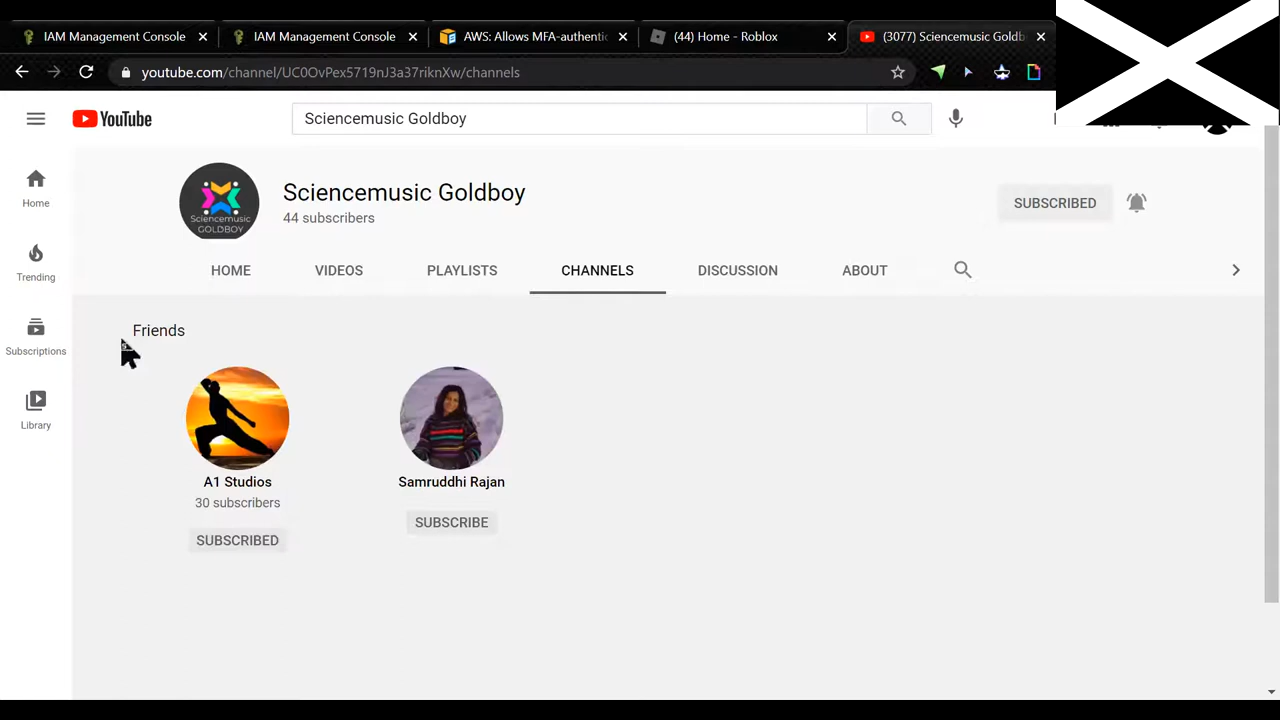 IAM Management Console
IAM Management Console
AWS: Allows MFA-authentic
(44) Home - Roblox
(3077) Sciencemusic Goldb
youtube.com/channel/UC0OvPex5719nJ3a37riknXw/channels
YouTube
Sciencemusic Goldboy
Home
Trending
Subscriptions
Library
Sciencemusic
GOLDBOY
Sciencemusic Goldboy
44 subscribers
SUBSCRIBED
HOME
VIDEOS
PLAYLISTS
CHANNELS
DISCUSSION
ABOUT
Friends
A1 Studios
30 subscribers
SUBSCRIBED
Samruddhi Rajan
SUBSCRIBE